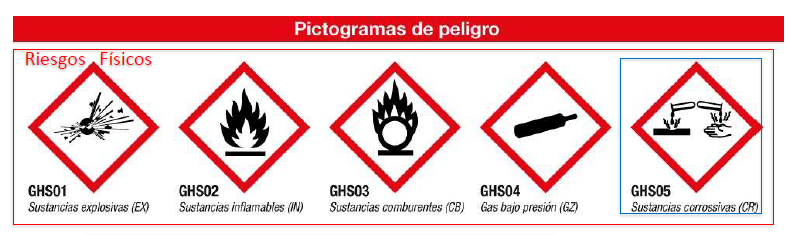 Pictogramas de peligro
Riesgos Físicos
GHS01
Sustancias explosivas (EX)
GHS02
Sustancias inflamables (IN)
GHS03
Sustancias comburentes (CB)
GHS04
Gas bajo presión (GZ)
GHS05
Sustancias corrossivas (CR)